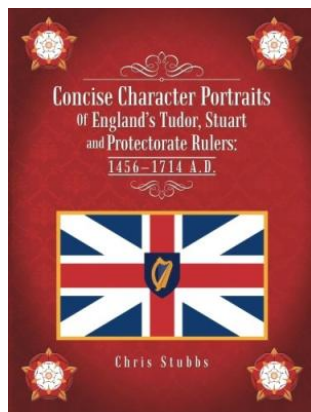 Concise Character Portraits
Of England's Tudor, Stuart
and Protectorate Rulers:
1456–1714 A.D.
Chris Stubbs